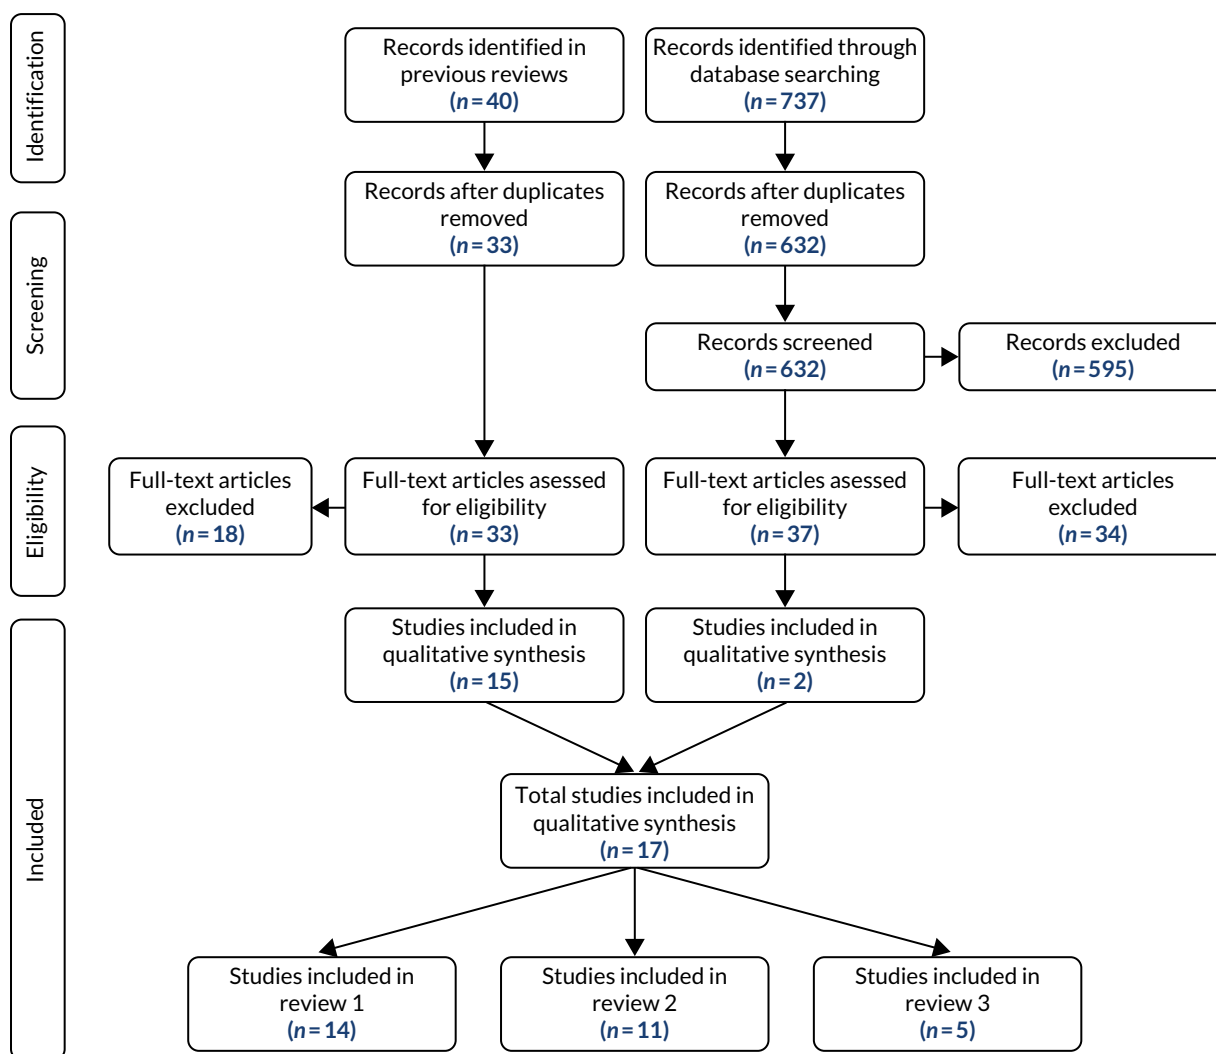 Identification
Records identified in
previous reviews
(n=40)
Records identified through
database searching
(n=737)
Records after duplicates
removed
(n=33)
Records after duplicates
removed
(n=632)
Screening
Records screened
(n=632)
Records excluded
(n=595)
Eligibility
Full-text articles
excluded
(n=18)
Full-text articles asessed
for eligibility
(n=33)
Full-text articles asessed
for eligibility
(n=37)
Full-text articles
excluded
(n=34)
Included
Studies included in
qualitative synthesis
(n=15)
Studies included in
qualitative synthesis
(n=2)
Total studies included in
qualitative synthesis
(n=17)
Studies included in
review 1
(n=14)
Studies included in
review 2
(n=11)
Studies included in
review 3
(n=5)